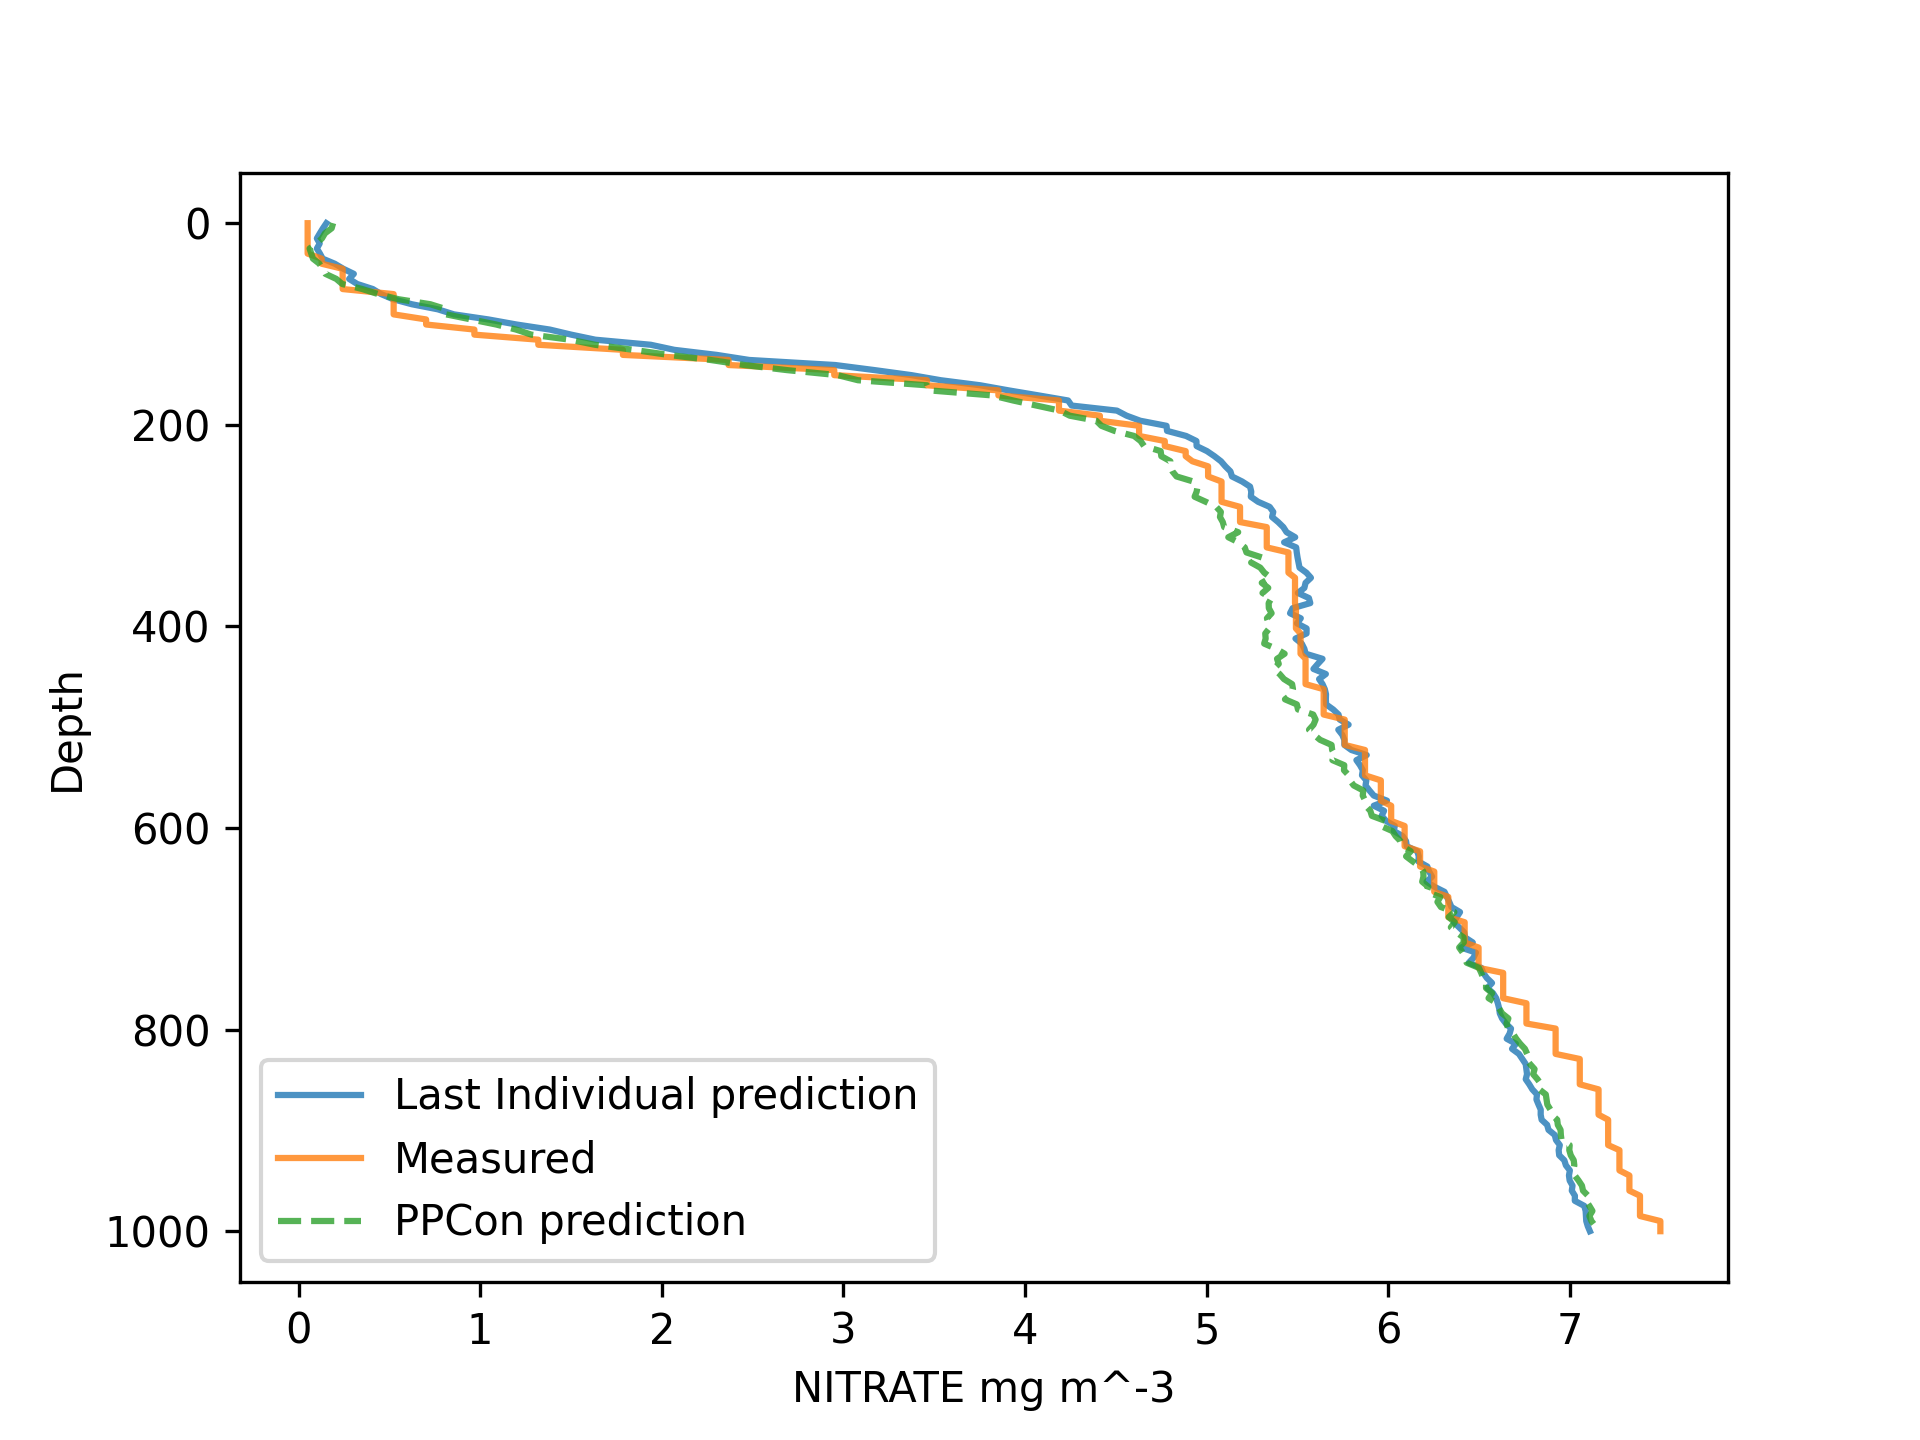 0
200
400
600
800
1000
Depth
Last Individual prediction
Measured
PPCon prediction
0 1 2 3 4 5 6 7
NITRATE mg m^-3